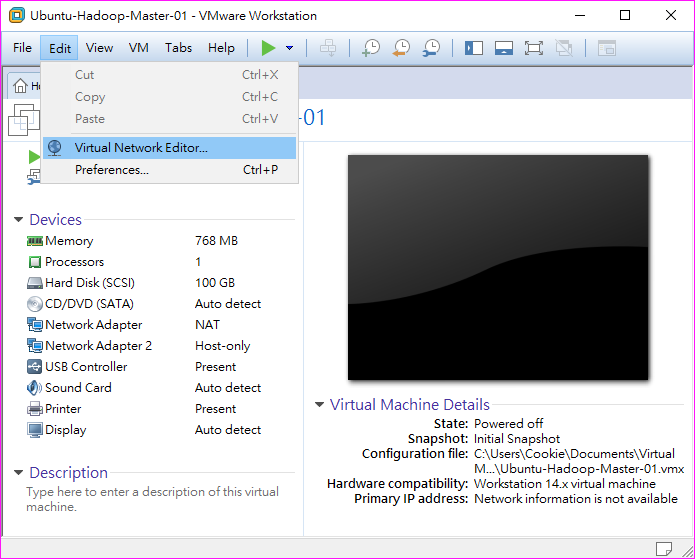 Ubuntu-Hadoop-Master-01 - VMware Workstation
File Edit View VM Tabs Help
Cut Ctrl+X
Copy Ctrl+C
Paste Ctrl+V
Virtual Network Editor...
Preferences... Ctrl+P
-01
Devices
Memory 768 MB
Processors 1
Hard Disk (SCSI) 100 GB
CD/DVD (SATA) Auto detect
Network Adapter NAT
Network Adapter 2 Host-only
USB Controller Present
Sound Card Auto detect
Printer Present
Display Auto detect
Description
Type here to enter a description of this virtual
machine.
Virtual Machine Details
State: Powered off
Snapshot: Initial Snapshot
Configuration file: C:\Users\Cookie\Documents\Virtual
M...\Ubuntu-Hadoop-Master-01.vmx
Hardware compatibility: Workstation 14.x virtual machine
Primary IP address: Network information is not available